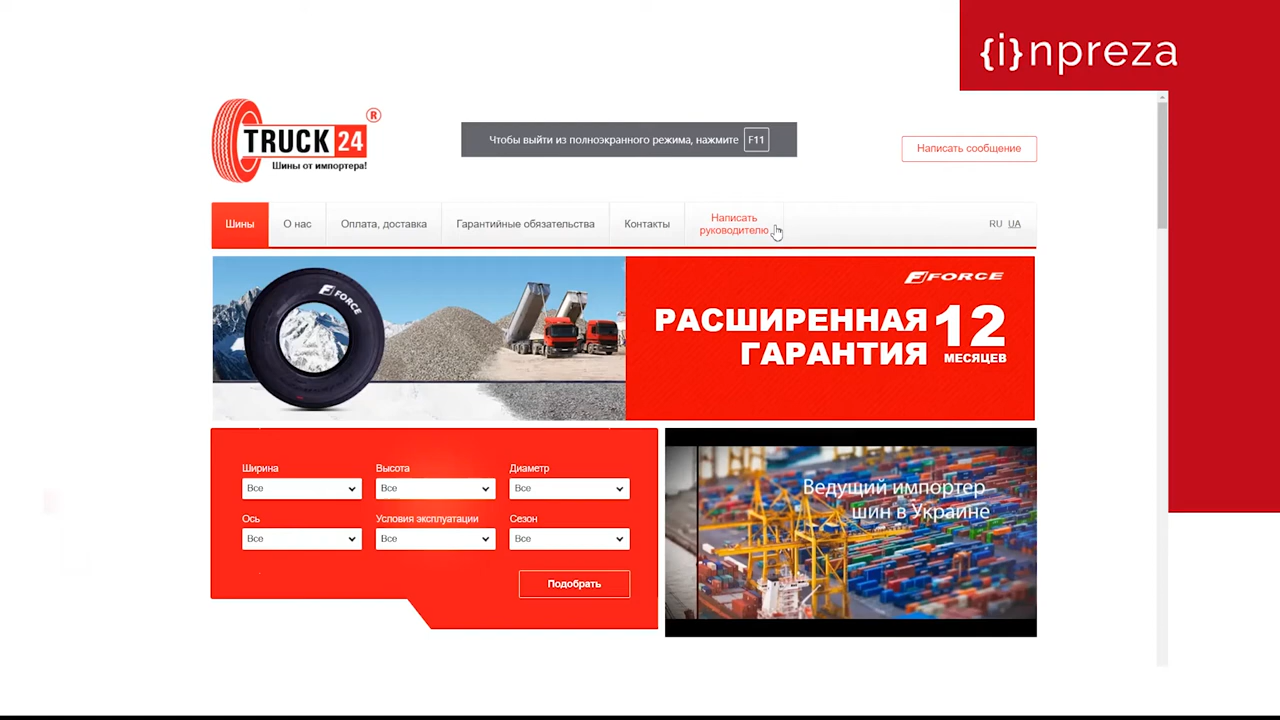 {i}npreza
TRUCK 24 ®
Шины от импортера!
Чтобы выйти из полноэкранного режима, нажмите F11
Написать сообщение
Шины
О нас
Оплата, доставка
Гарантийные обязательства
Контакты
Написать
руководителю
RU UA
FORCE
FORCE
РАСШИРЕННАЯ
ГАРАНТИЯ
12
МЕСЯЦЕВ
Ширина
Высота
Диаметр
Все
Все
Все
Ось
Условия эксплуатации
Сезон
Все
Все
Все
Подобрать
Ведущий импортер
шин в Украине